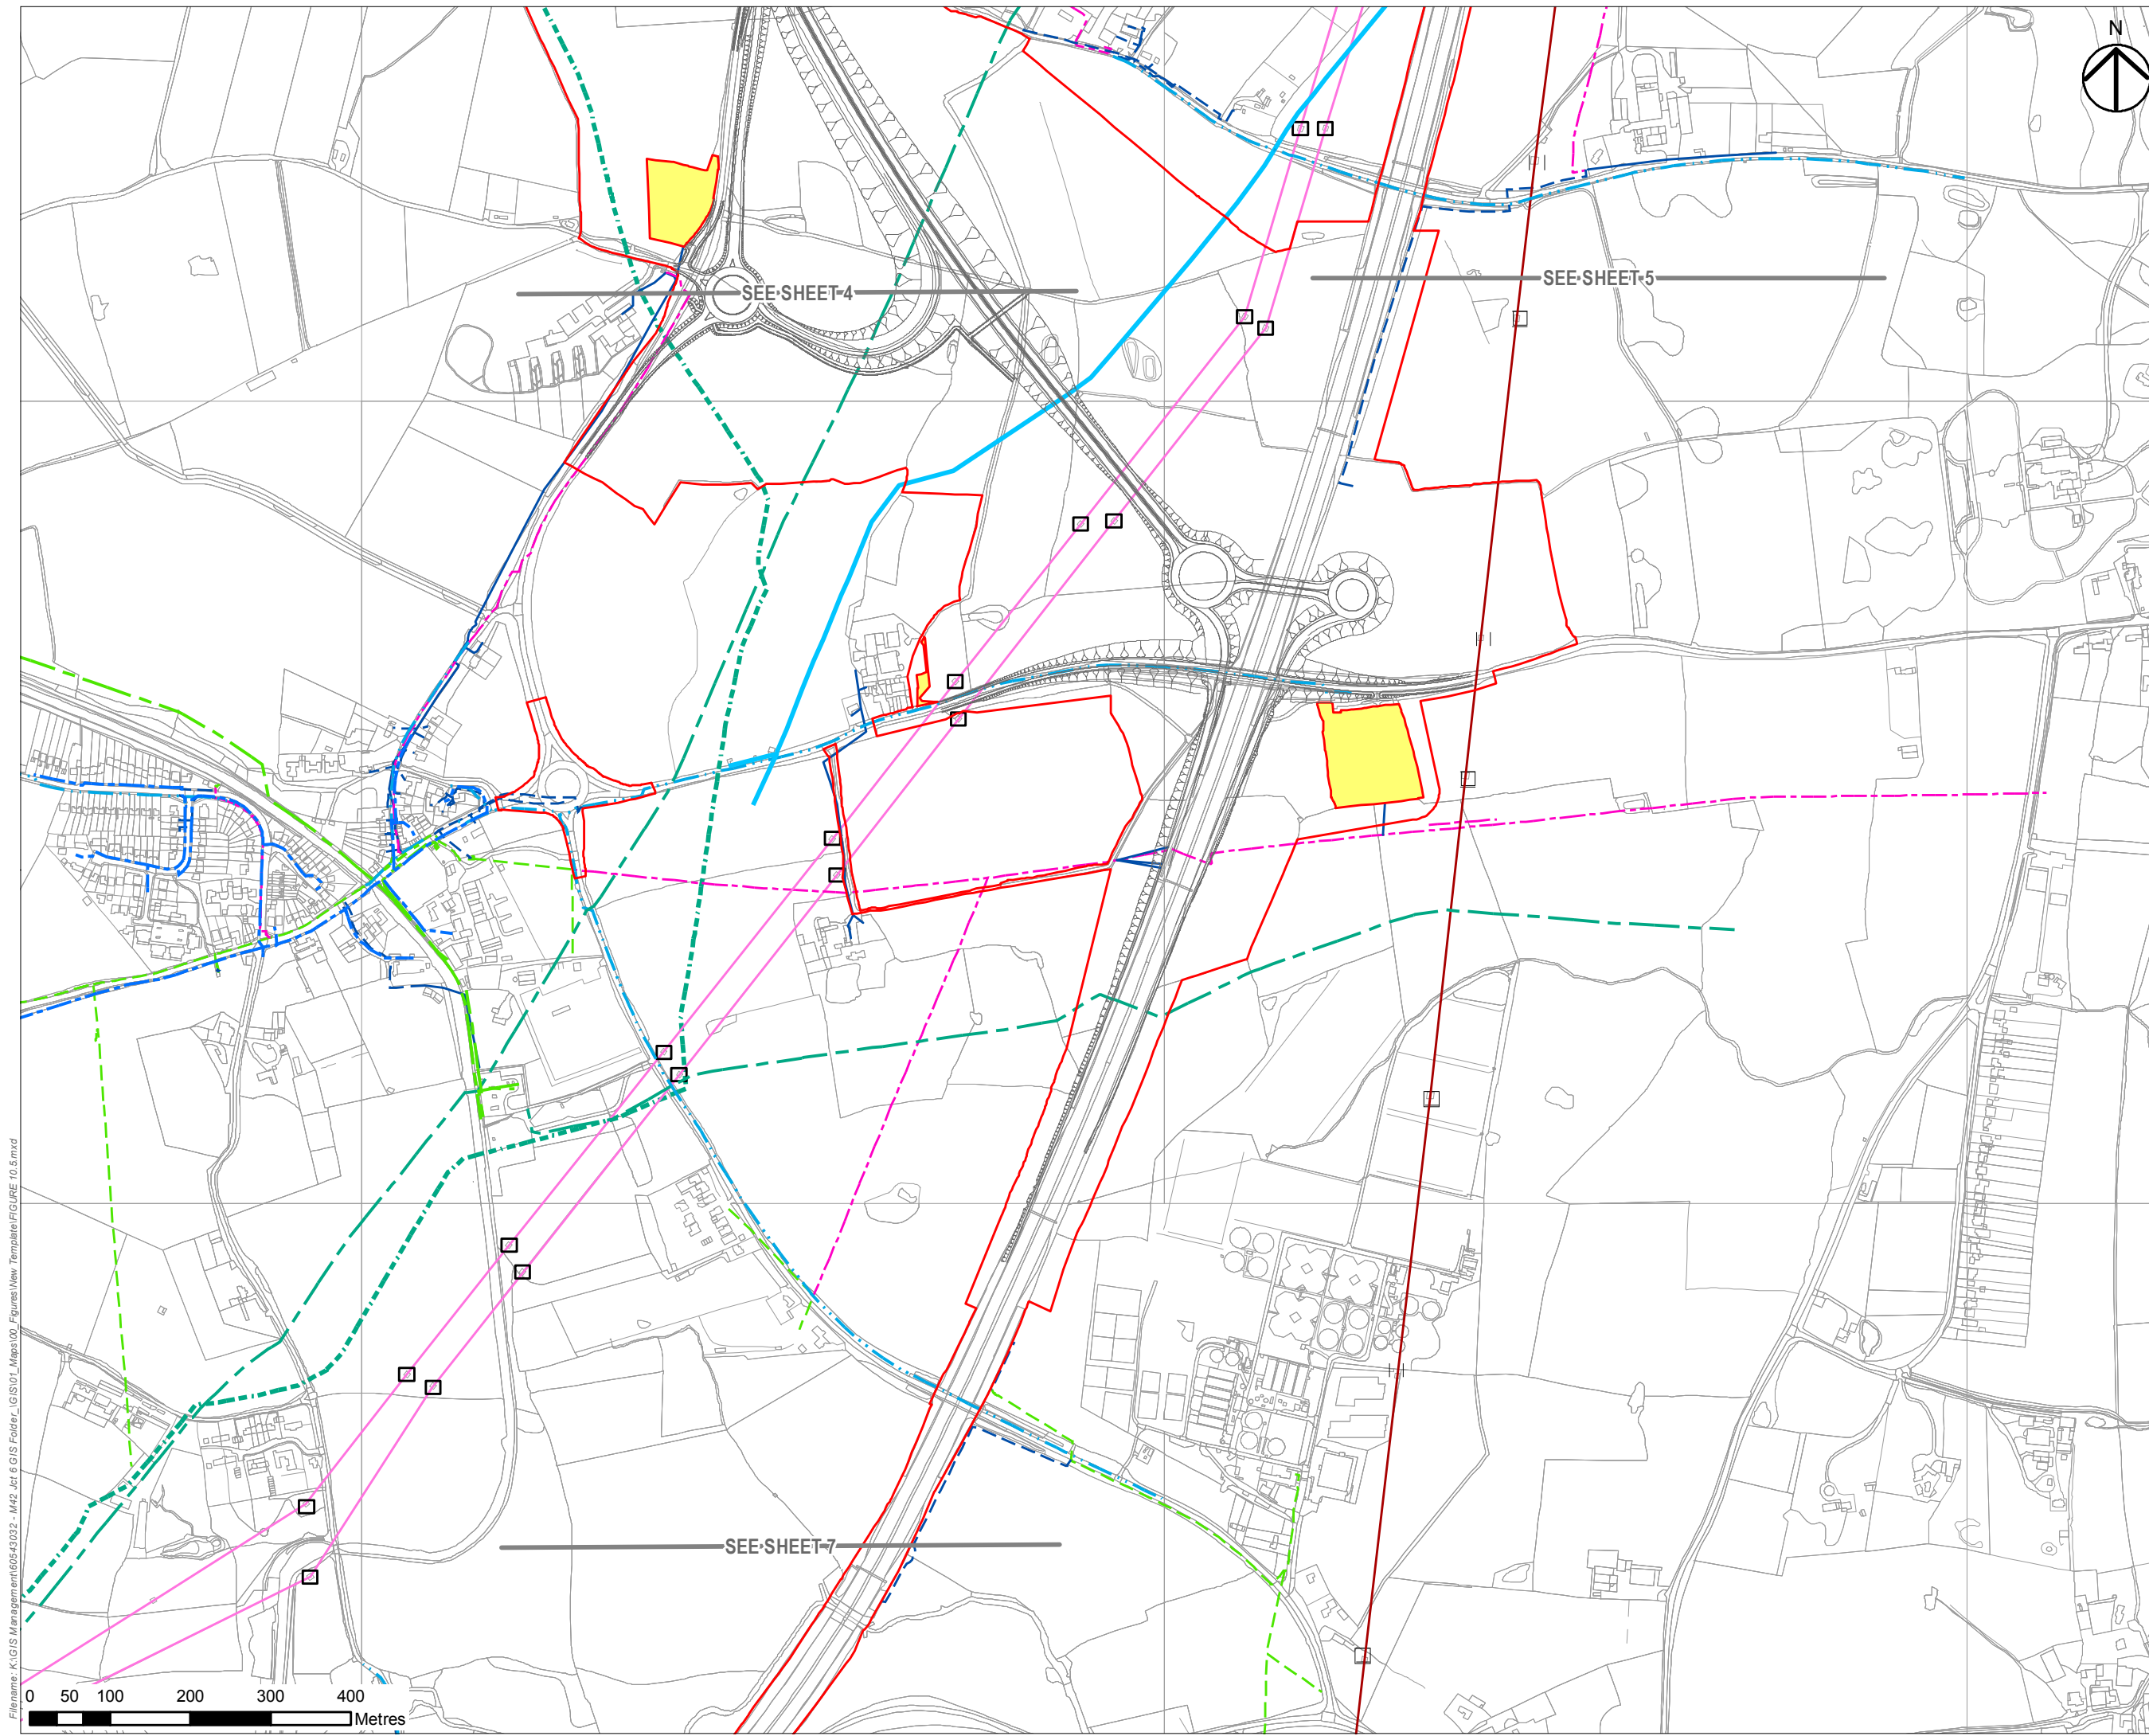 N
SEE SHEET 4
SEE SHEET 5
SEE SHEET 7
Filename: K:\GIS Management\60543032 - M42 Jct 6 GIS Folder_\GIS\01_Maps\00_Figures\New Template\FIGURE 10.5.mxd
0 50 100 200 300 400
Metres